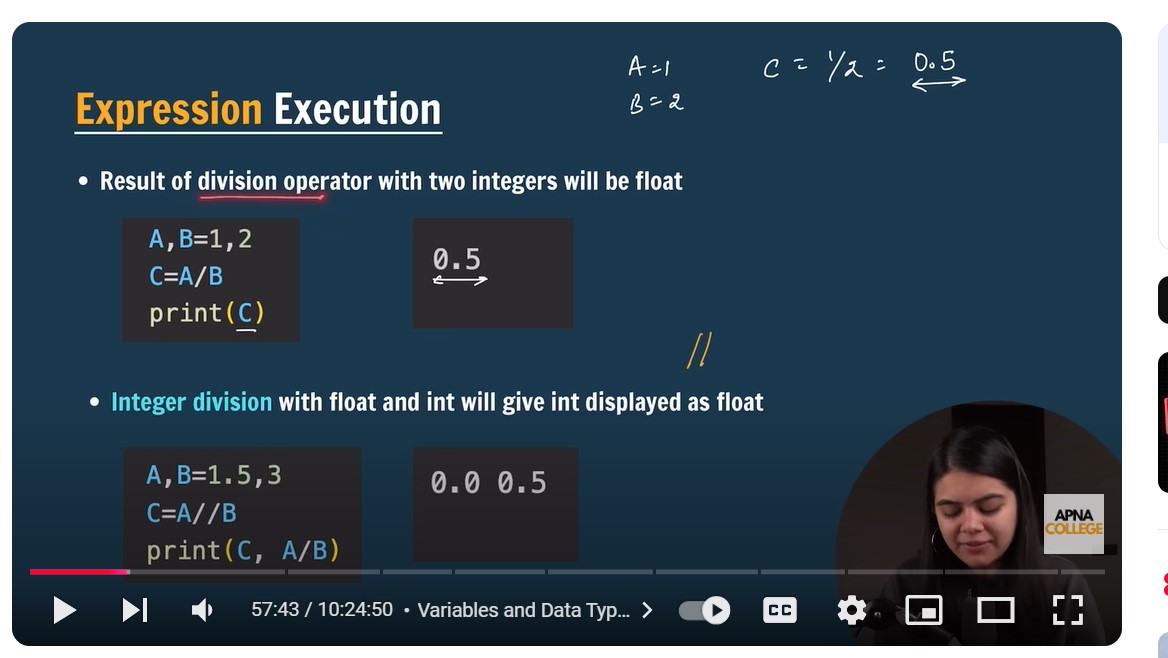 A=1
B=2
C = 1/2 = 0.5
Expression Execution
• Result of division operator with two integers will be float
A,B=1,2
C=A/B
print(C)
0.5
//
• Integer division with float and int will give int displayed as float
A,B=1.5,3
C=A//B
print(C, A/B)
0.0 0.5
APNA
COLLEGE
57:43 / 10:24:50 • Variables and Data Typ...
CC